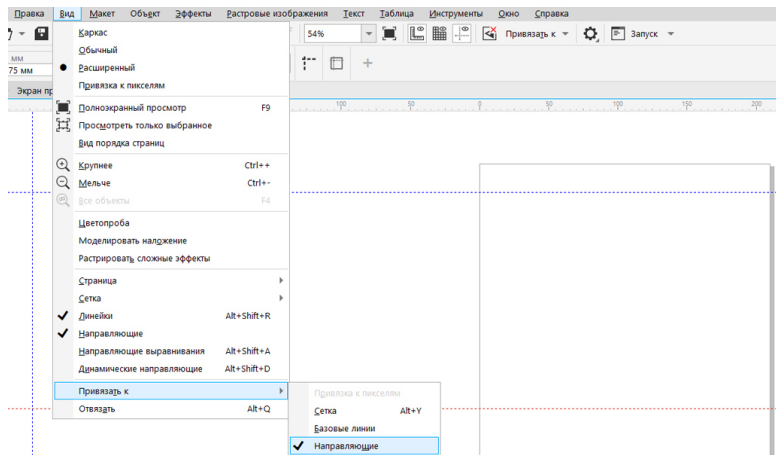 Правка Вид Макет Объект Эффекты Растровые изображения Текст Таблица Инструменты Окно Справка
54% Привязать к Запуск
мм
75 мм
Экран пр
100 50 0 50 100 150 200
Каркас
Обычный
Расширенный
Привязка к пикселям
Полноэкранный просмотр F9
Просмотреть только выбранное
Вид порядка страниц
Крупнее Ctrl++
Мельче Ctrl+-
Все объекты F4
Цветопроба
Моделировать наложение
Растрировать сложные эффекты
Страница
Сетка
Линейки Alt+Shift+R
Направляющие
Направляющие выравнивания Alt+Shift+A
Динамические направляющие Alt+Shift+D
Привязать к
Отвязать Alt+Q
Привязка к пикселям
Сетка Alt+Y
Базовые линии
Направляющие